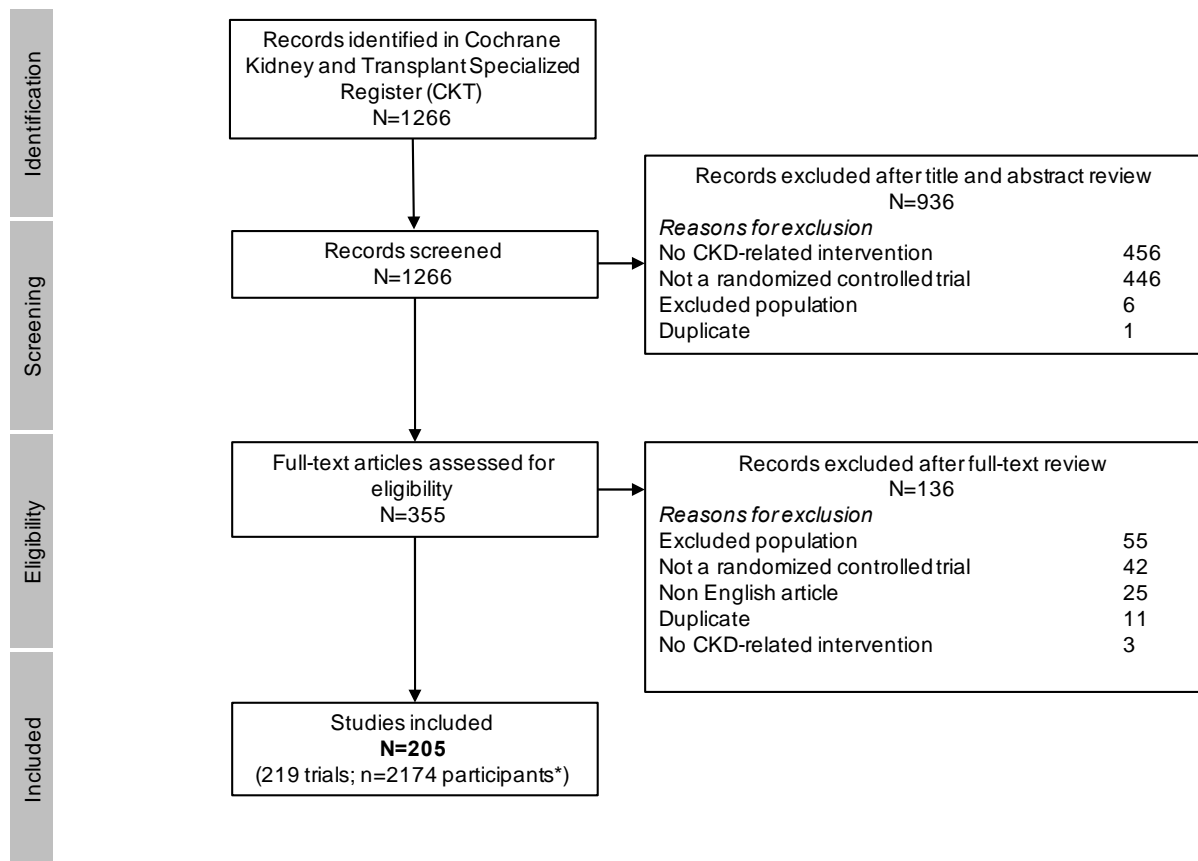 Identification
Records identified in Cochrane
Kidney and Transplant Specialized
Register (CKT)
N=1266
Records excluded after title and abstract review
N=936
Reasons for exclusion
No CKD-related intervention 456
Not a randomized controlled trial 446
Excluded population 6
Duplicate 1
Screening
Records screened
N=1266
Eligibility
Full-text articles assessed for
eligibility
N=355
Records excluded after full-text review
N=136
Reasons for exclusion
Excluded population 55
Not a randomized controlled trial 42
Non English article 25
Duplicate 11
No CKD-related intervention 3
Included
Studies included
N=205
(219 trials; n=2174 participants*)